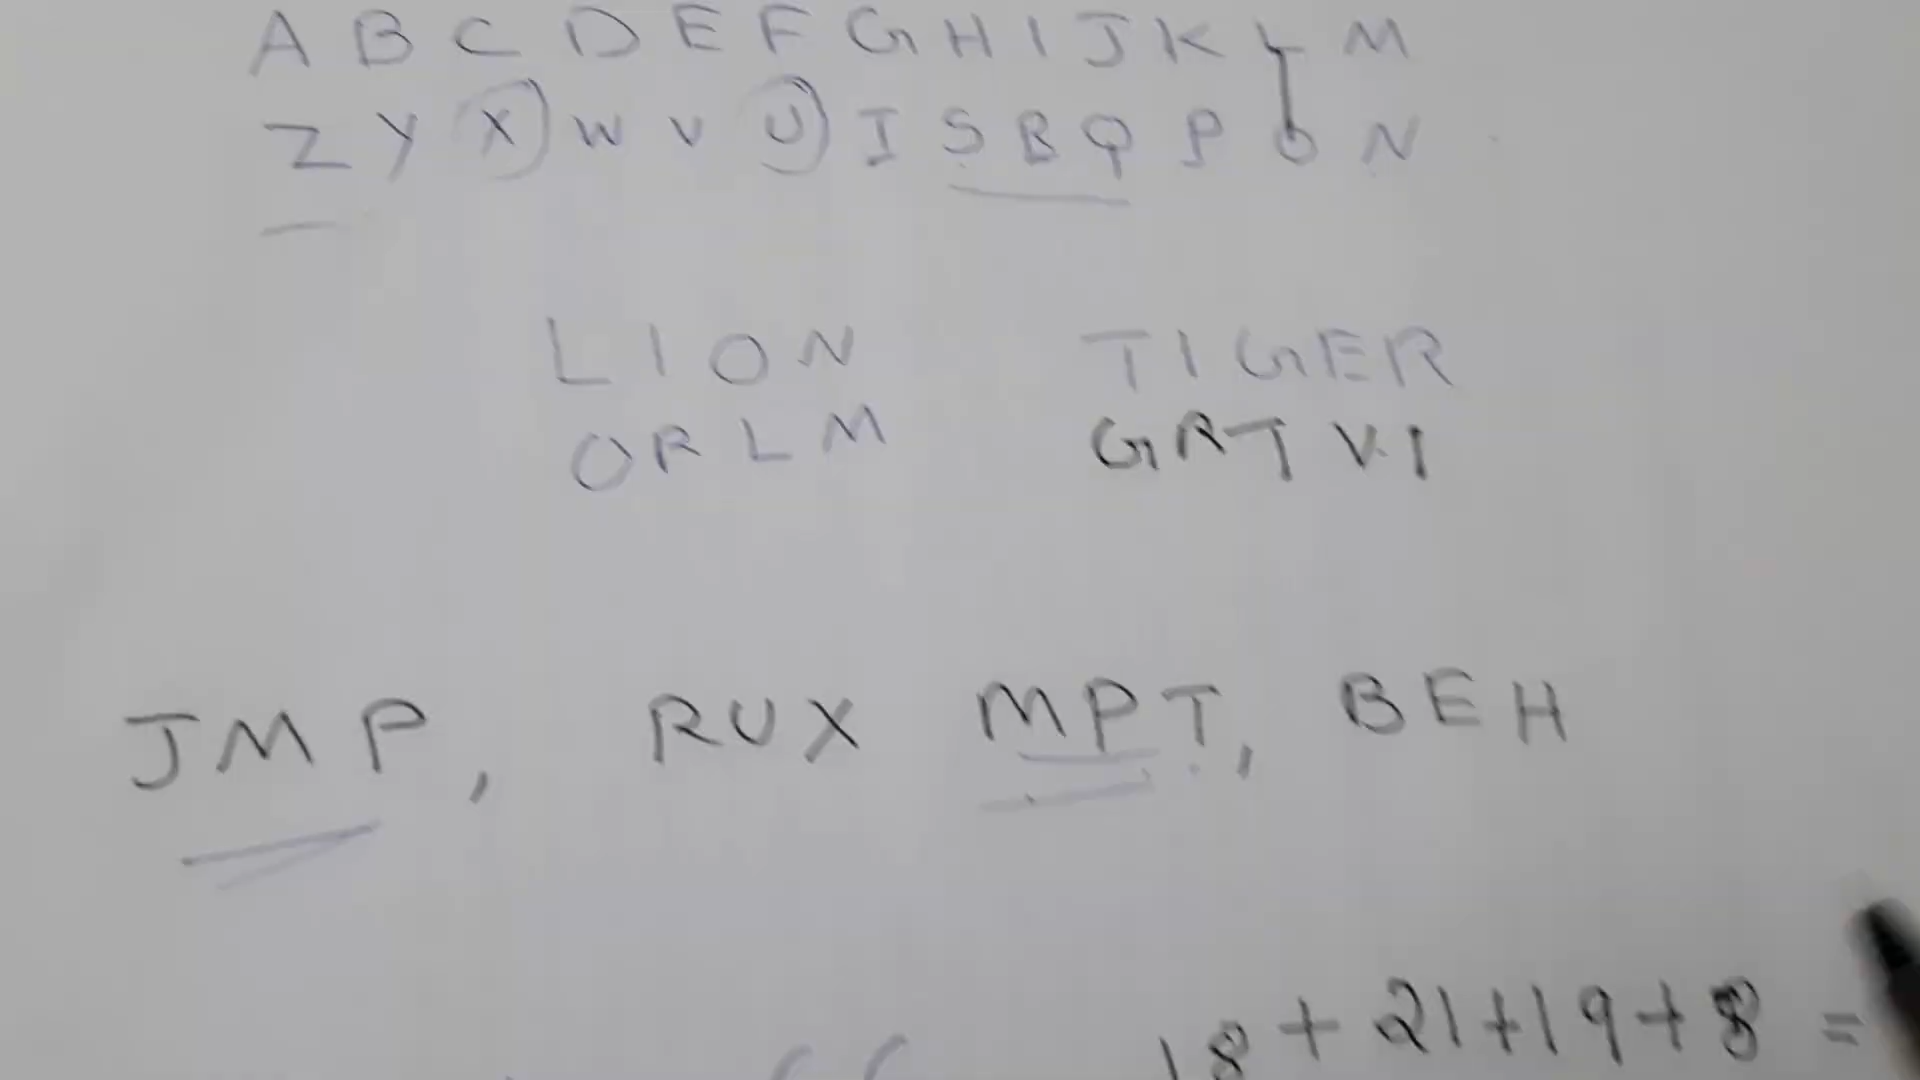 A B C D E F G H I J K L M
Z Y X W V U T S R Q P O N
LION TIGER
ORLM GRTVI
JMP, RUX MPT, BEH
18 + 21 + 19 + 8 =